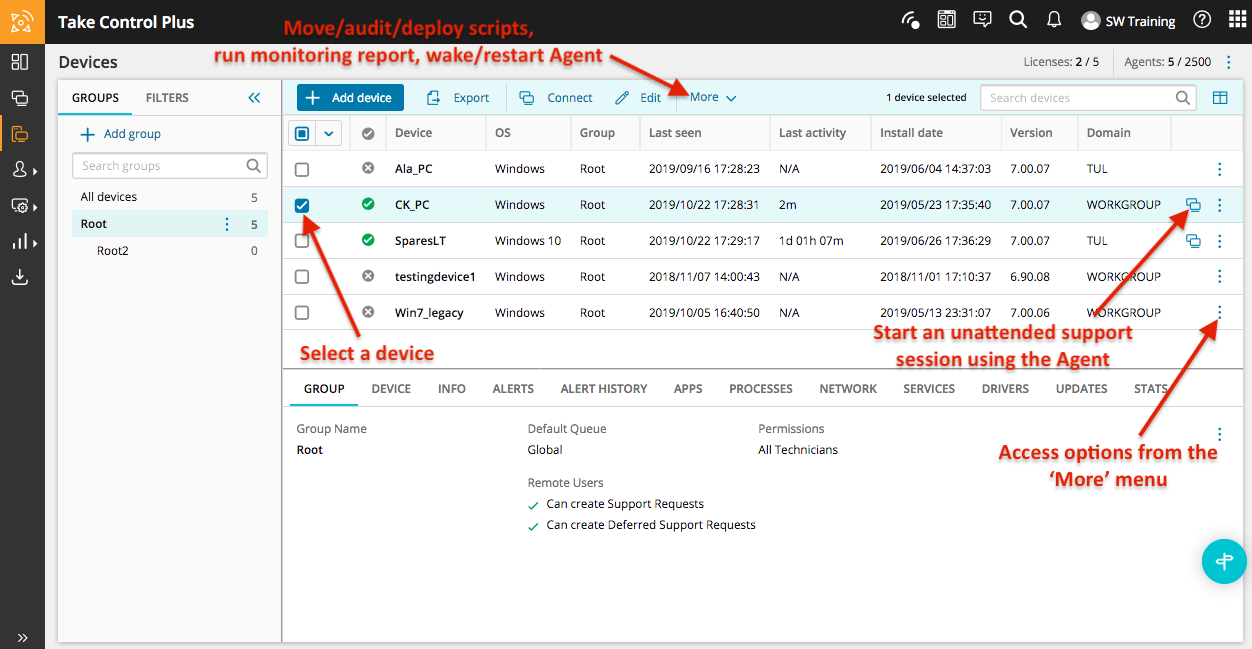 Take Control Plus
SW Training
Move/audit/deploy scripts,
run monitoring report, wake/restart Agent
Devices
Licenses: 2 / 5
Agents: 5 / 2500
GROUPS
FILTERS
Add group
Search groups
All devices 5
Root 5
Root2 0
Add device
Export
Connect
Edit
More
1 device selected
Search devices
Device OS Group Last seen Last activity Install date Version Domain
Ala_PC Windows Root 2019/09/16 17:28:23 N/A 2019/06/04 14:37:03 7.00.07 TUL
CK_PC Windows Root 2019/10/22 17:28:31 2m 2019/05/23 17:35:40 7.00.07 WORKGROUP
SparesLT Windows 10 Root 2019/10/22 17:29:17 1d 01h 07m 2019/06/26 17:36:29 7.00.07 TUL
testingdevice1 Windows Root 2018/11/07 14:00:43 N/A 2018/11/01 17:10:37 6.90.08 WORKGROUP
Win7_legacy Windows Root 2019/10/05 16:40:50 N/A 2019/05/13 23:31:07 7.00.06 WORKGROUP
Select a device
Start an unattended support
session using the Agent
GROUP DEVICE INFO ALERTS ALERT HISTORY APPS PROCESSES NETWORK SERVICES DRIVERS UPDATES STATS
Group Name
Root
Default Queue
Global
Permissions
All Technicians
Remote Users
Can create Support Requests
Can create Deferred Support Requests
Access options from the
‘More’ menu